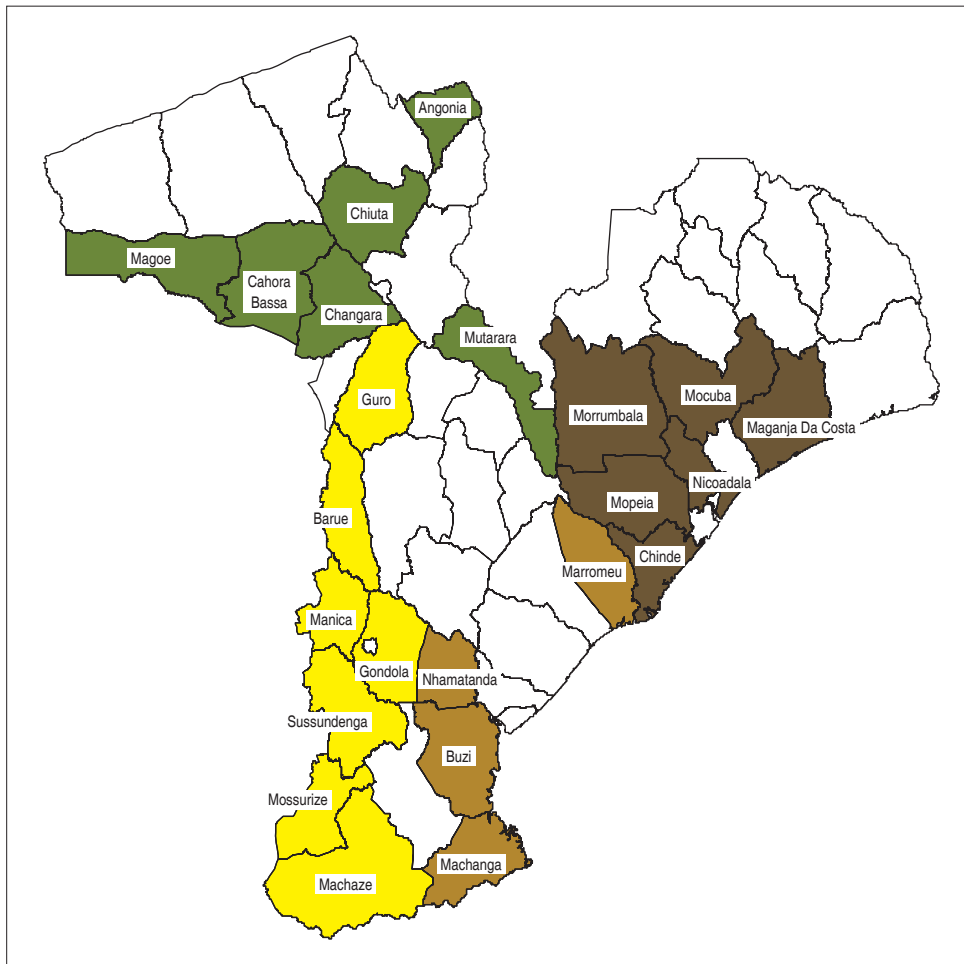 Angonia
Chiuta
Magoe
Cahora
Bassa
Changara
Mutarara
Guro
Mocuba
Morrumbala
Maganja Da Costa
Nicoadala
Mopeia
Barue
Chinde
Marromeu
Manica
Gondola
Nhamatanda
Sussundenga
Buzi
Mossurize
Machanga
Machaze